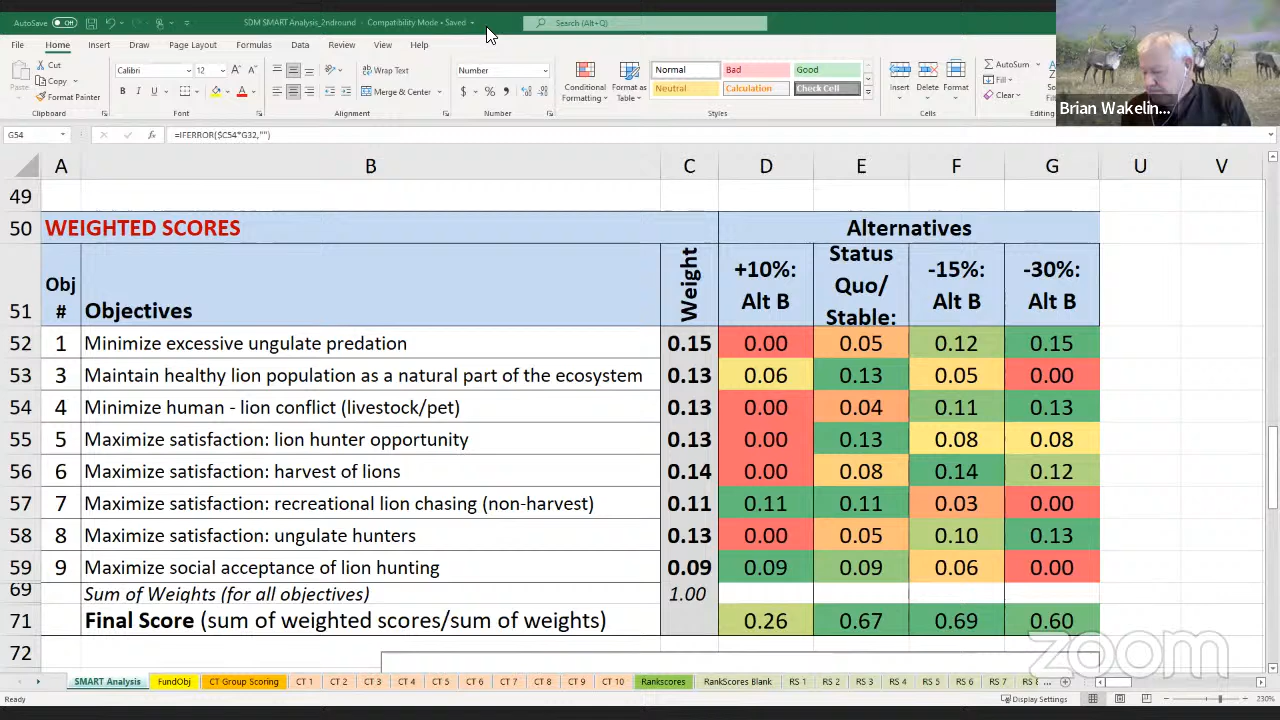 AutoSave Off SDM SMART Analysis_2ndround - Compatibility Mode • Saved Search (Alt+Q)
File Home Insert Draw Page Layout Formulas Data Review View Help
Cut Calibri 12 Wrap Text Number Normal Bad Good AutoSum
Paste Copy Merge & Center Conditional Formatting Format as Table Neutral Calculation Check Cell Insert Delete Format Fill
Format Painter Clear
Clipboard Font Alignment Number Styles Cells Editing
Brian Wakelin...
G54 fx =IFERROR($C54*G32,"")
A B C D E F G U V
49
50 WEIGHTED SCORES Alternatives
51 Obj # Objectives Weight +10%: Alt B Status Quo/ Stable: -15%: Alt B -30%: Alt B
52 1 Minimize excessive ungulate predation 0.15 0.00 0.05 0.12 0.15
53 3 Maintain healthy lion population as a natural part of the ecosystem 0.13 0.06 0.13 0.05 0.00
54 4 Minimize human - lion conflict (livestock/pet) 0.13 0.00 0.04 0.11 0.13
55 5 Maximize satisfaction: lion hunter opportunity 0.13 0.00 0.13 0.08 0.08
56 6 Maximize satisfaction: harvest of lions 0.14 0.00 0.08 0.14 0.12
57 7 Maximize satisfaction: recreational lion chasing (non-harvest) 0.11 0.11 0.11 0.03 0.00
58 8 Maximize satisfaction: ungulate hunters 0.13 0.00 0.05 0.10 0.13
59 9 Maximize social acceptance of lion hunting 0.09 0.09 0.09 0.06 0.00
69 Sum of Weights (for all objectives) 1.00
71 Final Score (sum of weighted scores/sum of weights) 0.26 0.67 0.69 0.60
72
zoom
SMART Analysis FundObj CT Group Scoring CT 1 CT 2 CT 3 CT 4 CT 5 CT 6 CT 7 CT 8 CT 9 CT 10 Rankscores RankScores Blank RS 1 RS 2 RS 3 RS 4 RS 5 RS 6 RS 7 ...
Ready Display Settings 230%